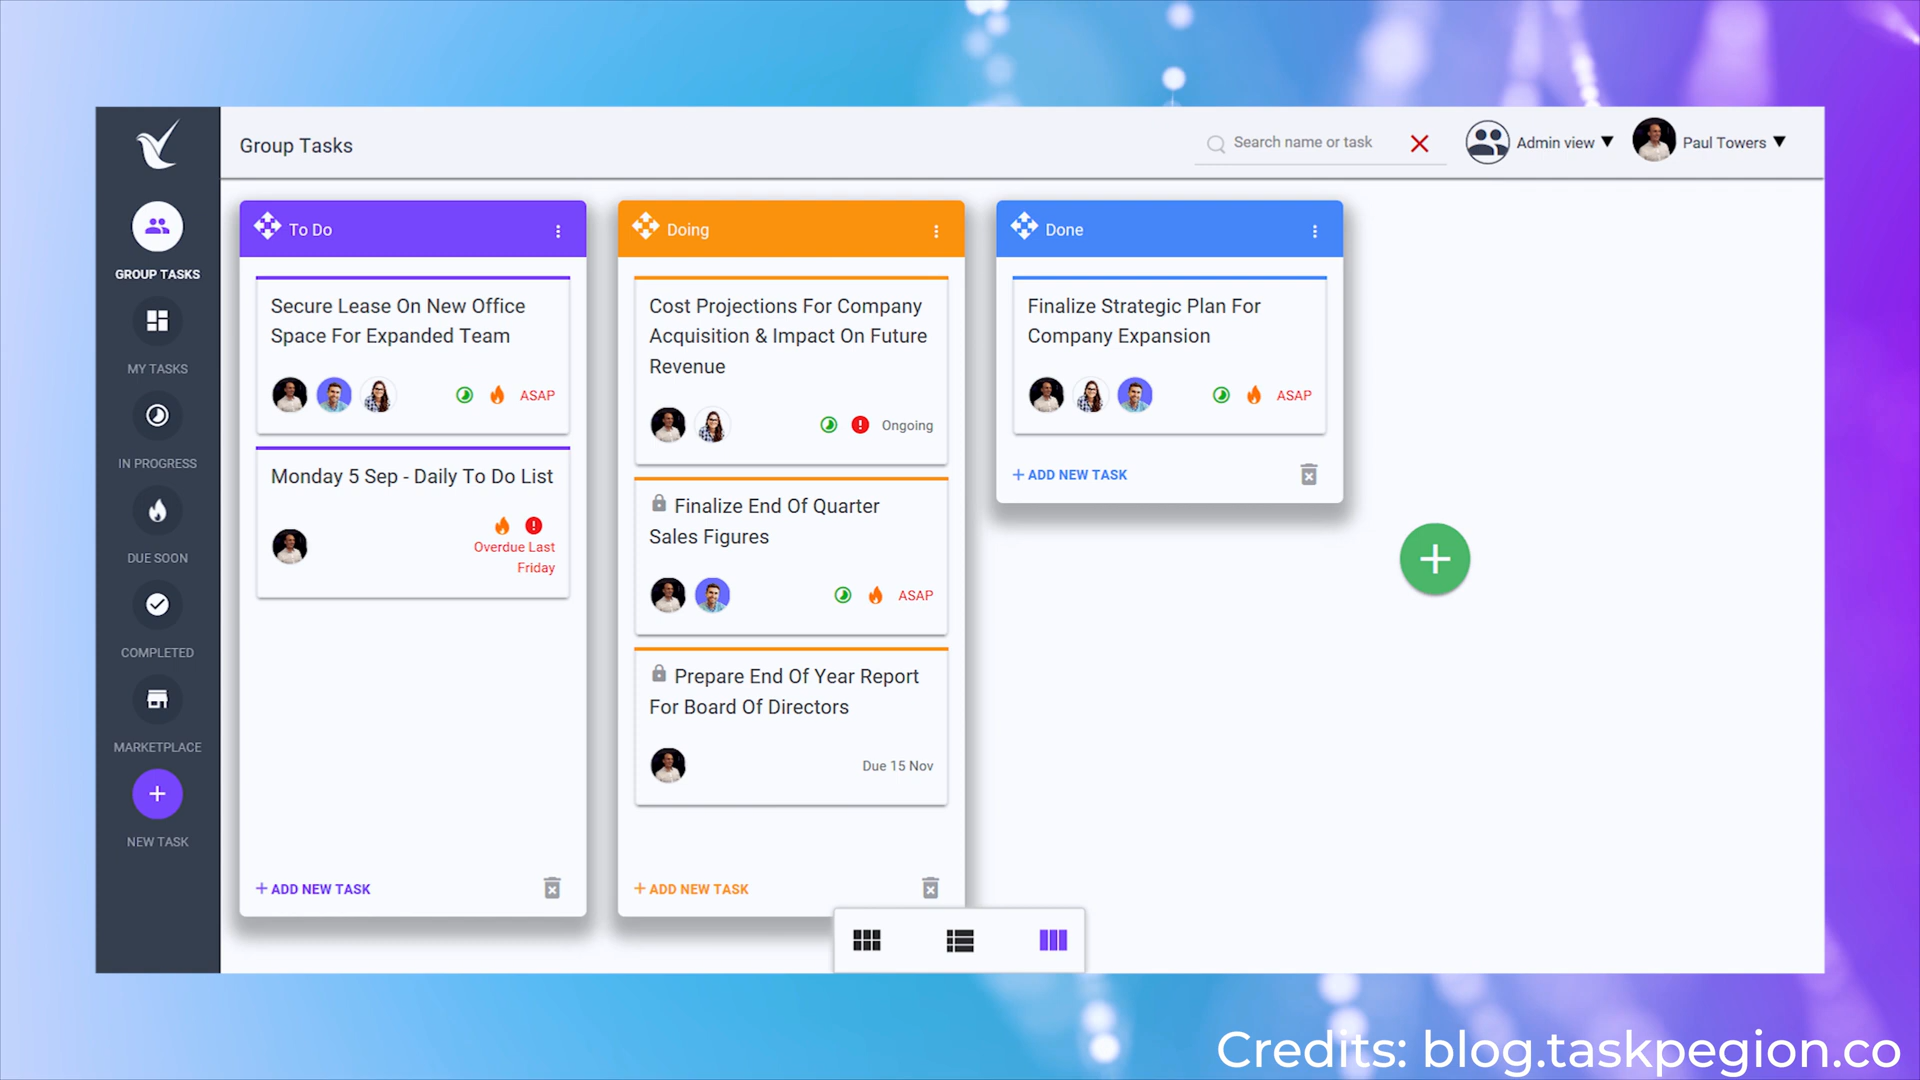 Group Tasks
Search name or task
Admin view
Paul Towers
GROUP TASKS
MY TASKS
IN PROGRESS
DUE SOON
COMPLETED
MARKETPLACE
NEW TASK
To Do
Secure Lease On New Office
Space For Expanded Team
ASAP
Monday 5 Sep - Daily To Do List
Overdue Last
Friday
+ ADD NEW TASK
Doing
Cost Projections For Company
Acquisition & Impact On Future
Revenue
Ongoing
Finalize End Of Quarter
Sales Figures
ASAP
Prepare End Of Year Report
For Board Of Directors
Due 15 Nov
+ ADD NEW TASK
Done
Finalize Strategic Plan For
Company Expansion
ASAP
+ ADD NEW TASK
Credits: blog.taskpegion.co